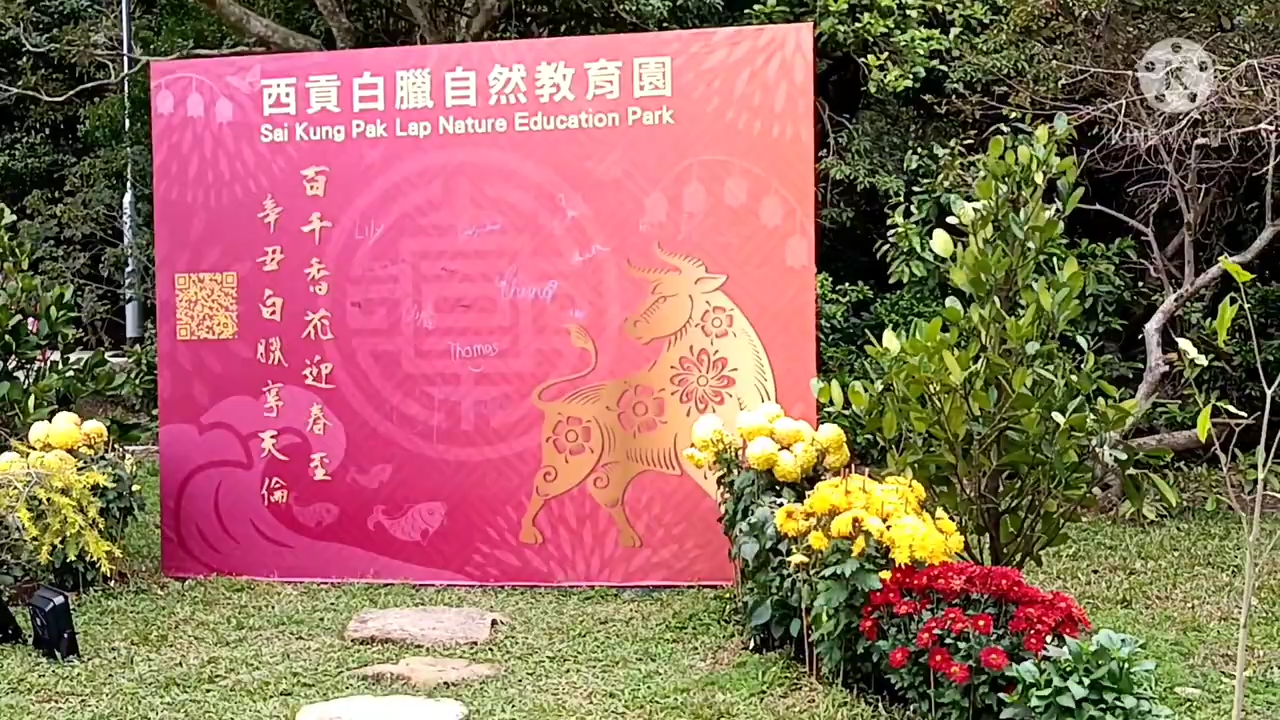 西貢白臘自然教育園
Sai Kung Pak Lap Nature Education Park
百千香花迎春至
辛丑白臘享天倫
Lily
Chung
Thomas